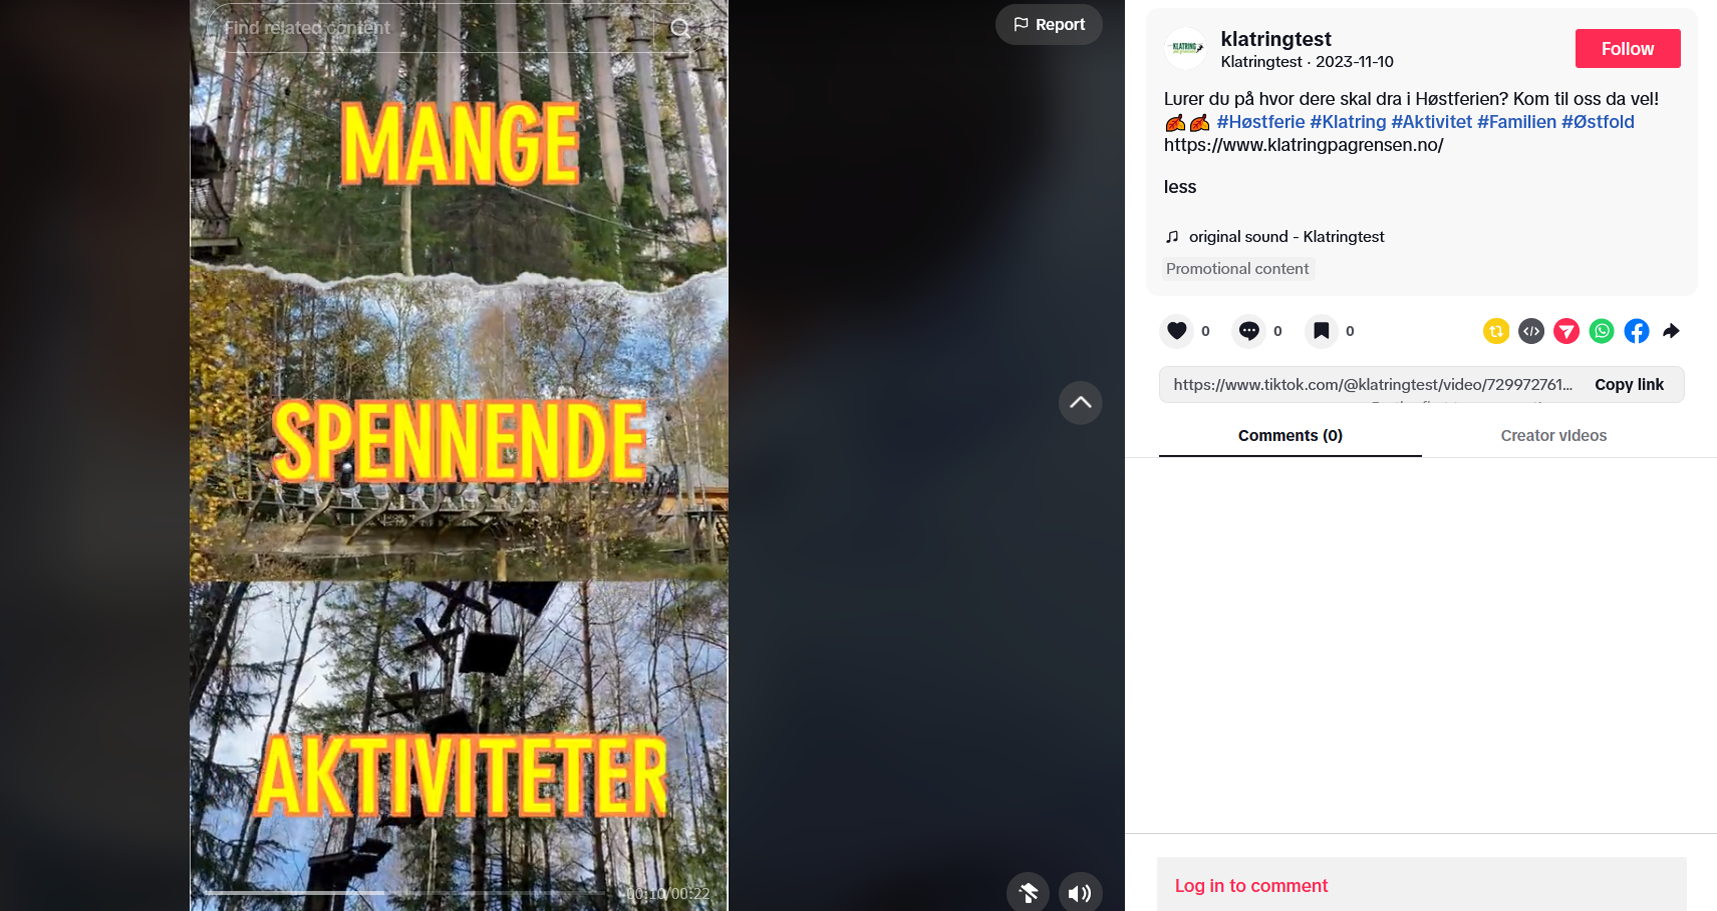 Find related content
Report
MANGE
SPENNENDE
AKTIVITETER
00:10/00:22
KLATRING
klatringtest
Klatringtest · 2023-11-10
Follow
Lurer du på hvor dere skal dra i Høstferien? Kom til oss da vel!
🍂🍂 #Høstferie #Klatring #Aktivitet #Familien #Østfold
https://www.klatringpagrensen.no/
less
original sound - Klatringtest
Promotional content
0 0 0
https://www.tiktok.com/@klatringtest/video/729972761... Copy link
Comments (0) Creator videos
Log in to comment